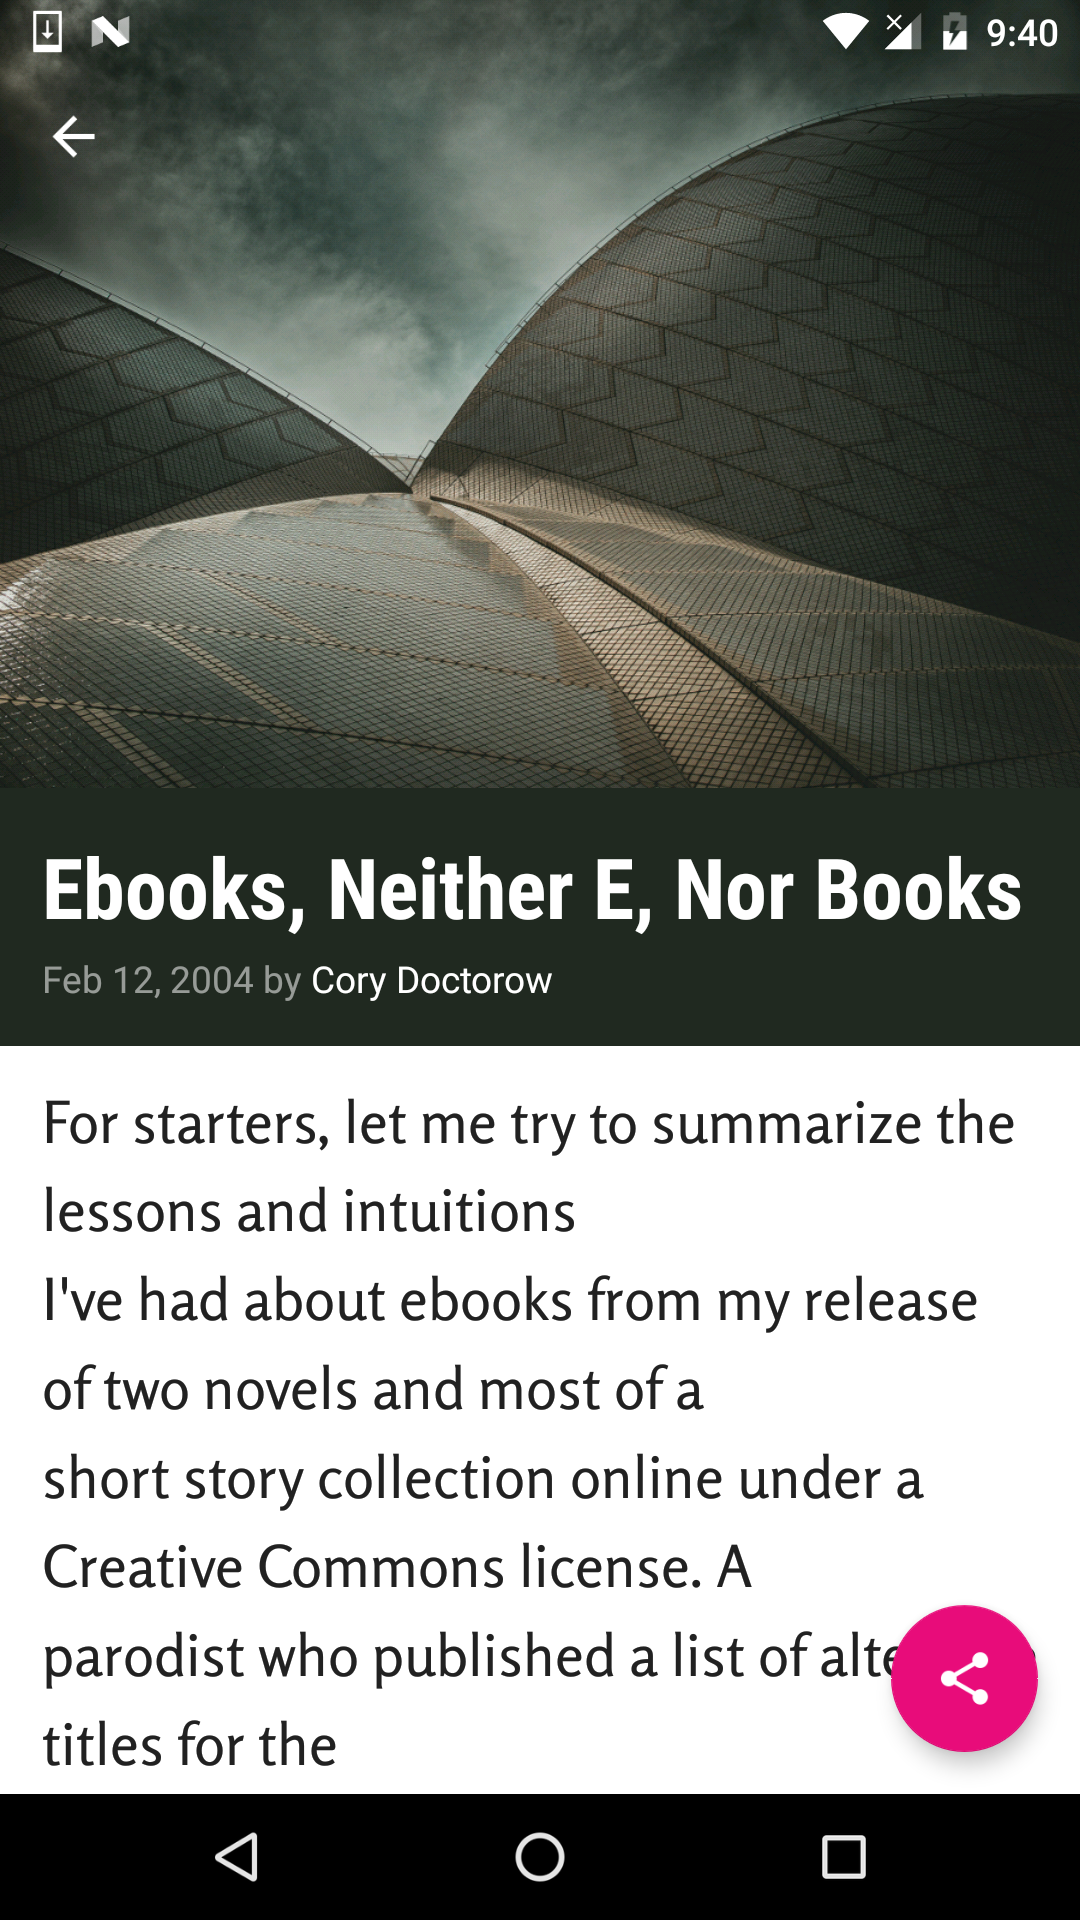 9:40
Ebooks, Neither E, Nor Books
Feb 12, 2004 by Cory Doctorow
For starters, let me try to summarize the
lessons and intuitions
I've had about ebooks from my release
of two novels and most of a
short story collection online under a
Creative Commons license. A
parodist who published a list of
titles for the